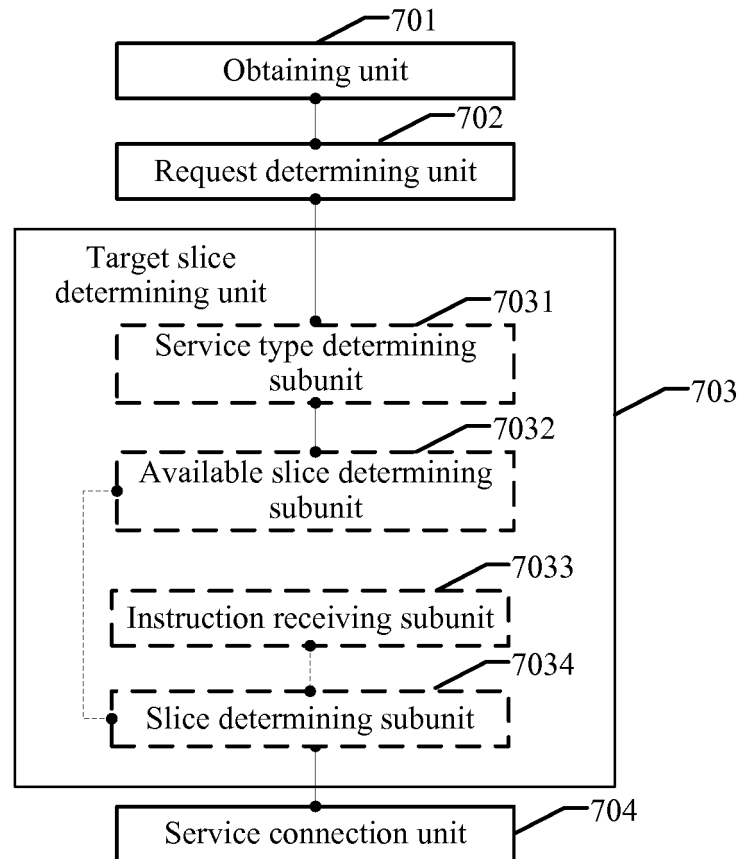 701
Obtaining unit
702
Request determining unit
Target slice
determining unit
7031
Service type determining
subunit
703
7032
Available slice determining
subunit
7033
Instruction receiving subunit
7034
Slice determining subunit
704
Service connection unit